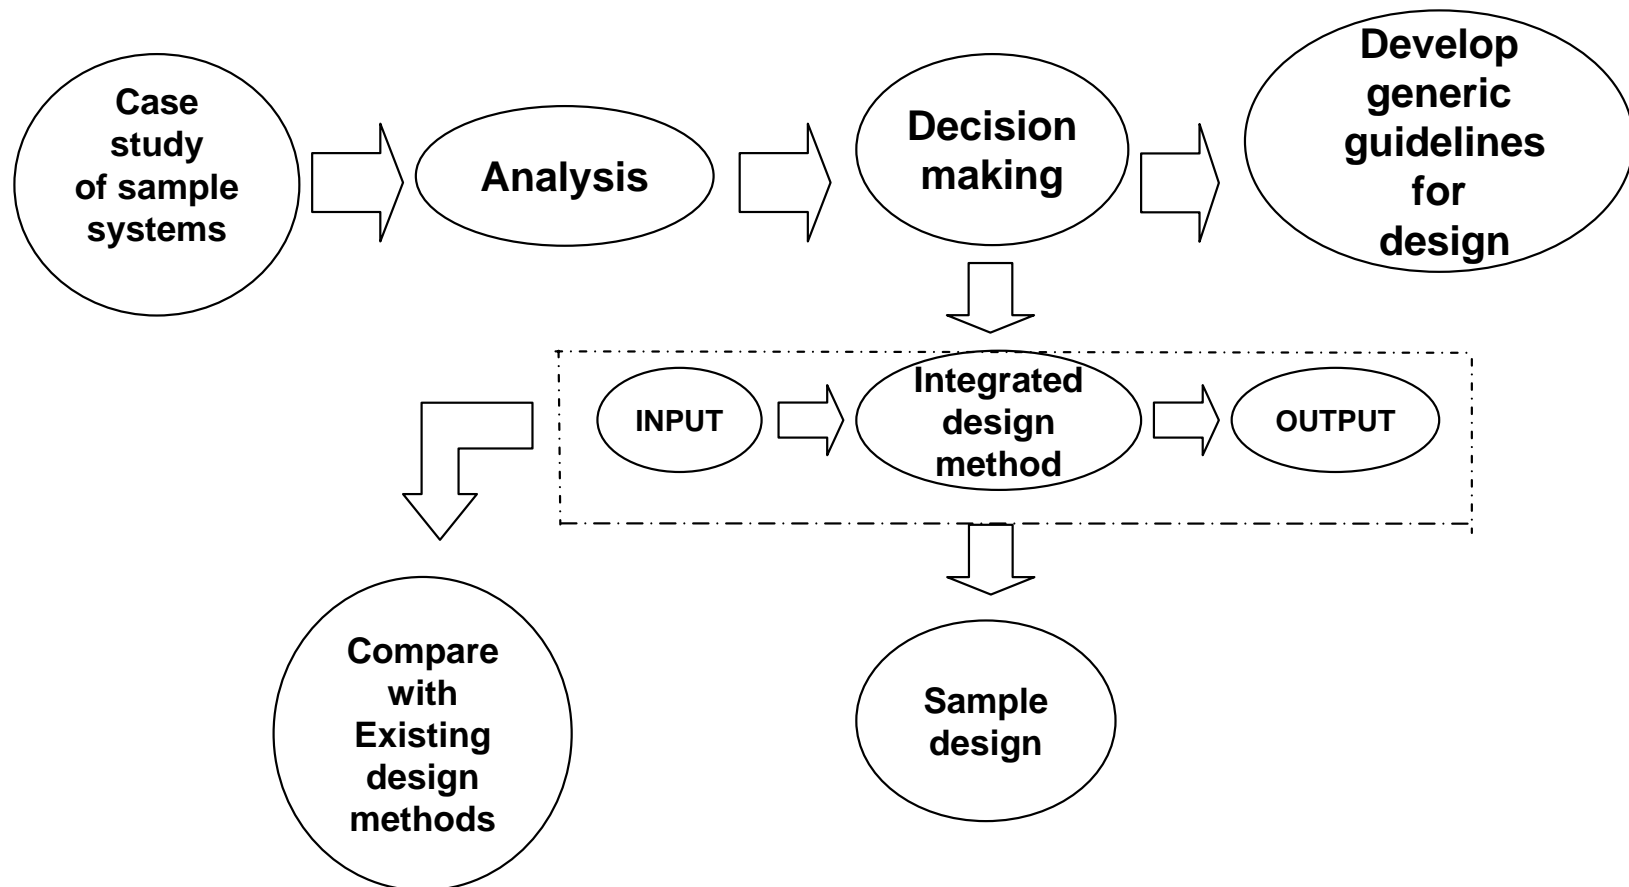 Case
study
of sample
systems
Analysis
Decision
making
Develop
generic
guidelines
for
design
INPUT
Integrated
design
method
OUTPUT
Compare
with
Existing
design
methods
Sample
design